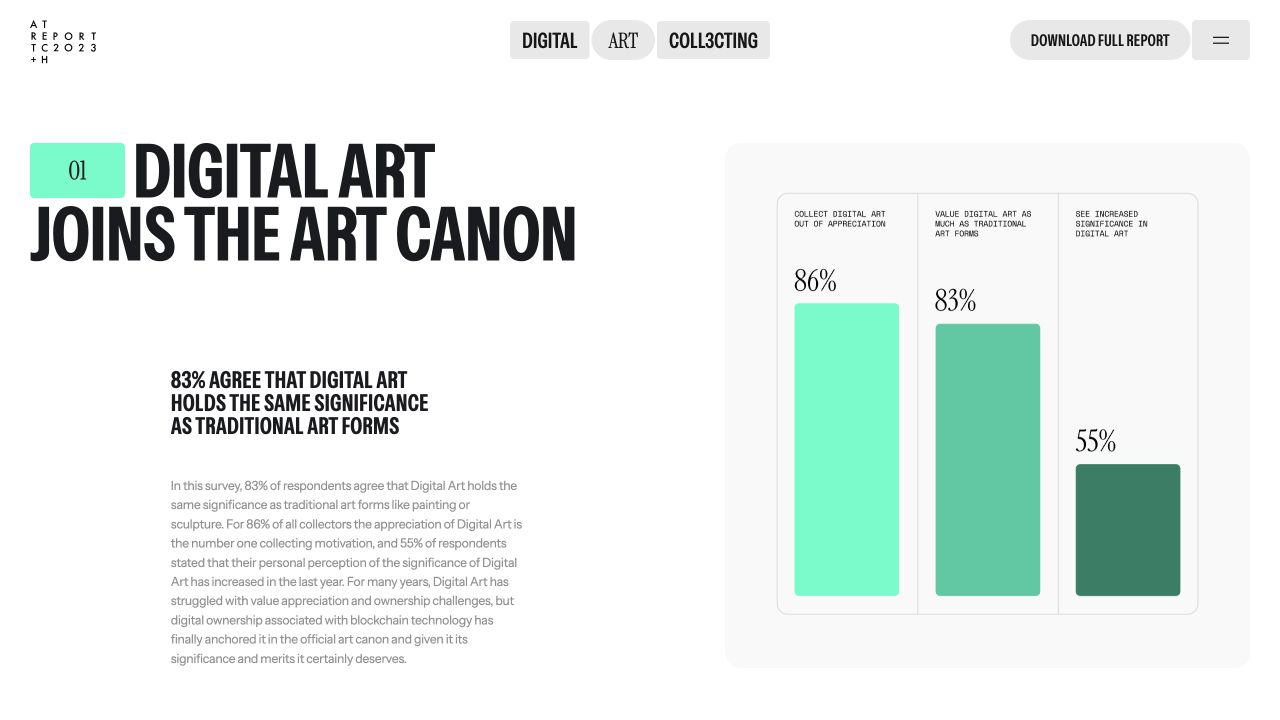 A T
R E P O R T
T C 2 0 2 3
+ H
DIGITAL ART COLL3CTING
DOWNLOAD FULL REPORT
01 DIGITAL ART
JOINS THE ART CANON
83% AGREE THAT DIGITAL ART
HOLDS THE SAME SIGNIFICANCE
AS TRADITIONAL ART FORMS
In this survey, 83% of respondents agree that Digital Art holds the
same significance as traditional art forms like painting or
sculpture. For 86% of all collectors the appreciation of Digital Art is
the number one collecting motivation, and 55% of respondents
stated that their personal perception of the significance of Digital
Art has increased in the last year. For many years, Digital Art has
struggled with value appreciation and ownership challenges, but
digital ownership associated with blockchain technology has
finally anchored it in the official art canon and given it its
significance and merits it certainly deserves.
COLLECT DIGITAL ART
OUT OF APPRECIATION
86%
VALUE DIGITAL ART AS
MUCH AS TRADITIONAL
ART FORMS
83%
SEE INCREASED
SIGNIFICANCE IN
DIGITAL ART
55%